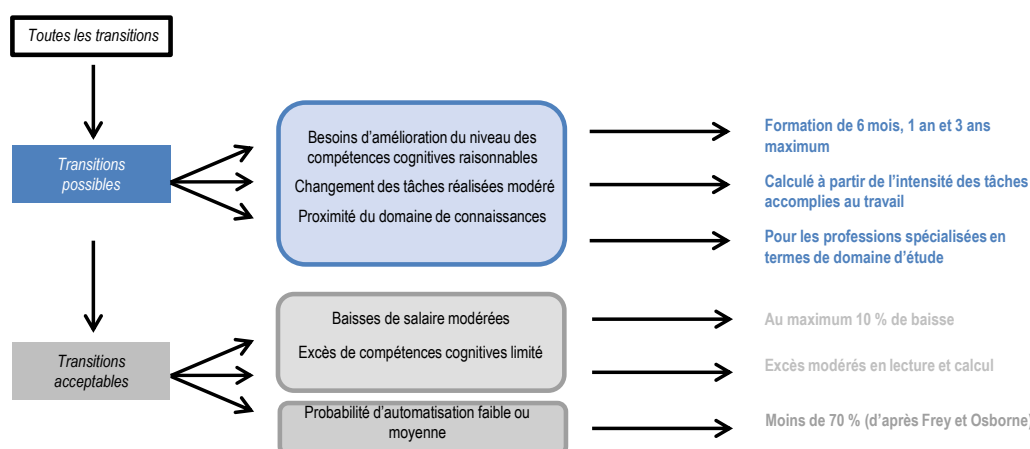 Toutes les transitions
Transitions
possibles
Besoins d'amélioration du niveau des
compétences cognitives raisonnables
Changement des tâches réalisées modéré
Proximité du domaine de connaissances
Formation de 6 mois, 1 an et 3 ans
maximum
Calculé à partir de l'intensité des tâches
accomplies au travail
Pour les professions spécialisées en
termes de domaine d'étude
Transitions
acceptables
Baisses de salaire modérées
Excès de compétences cognitives limité
Probabilité d'automatisation faible ou
moyenne
Au maximum 10 % de baisse
Excès modérés en lecture et calcul
Moins de 70 % (d'après Frey et Osborne)